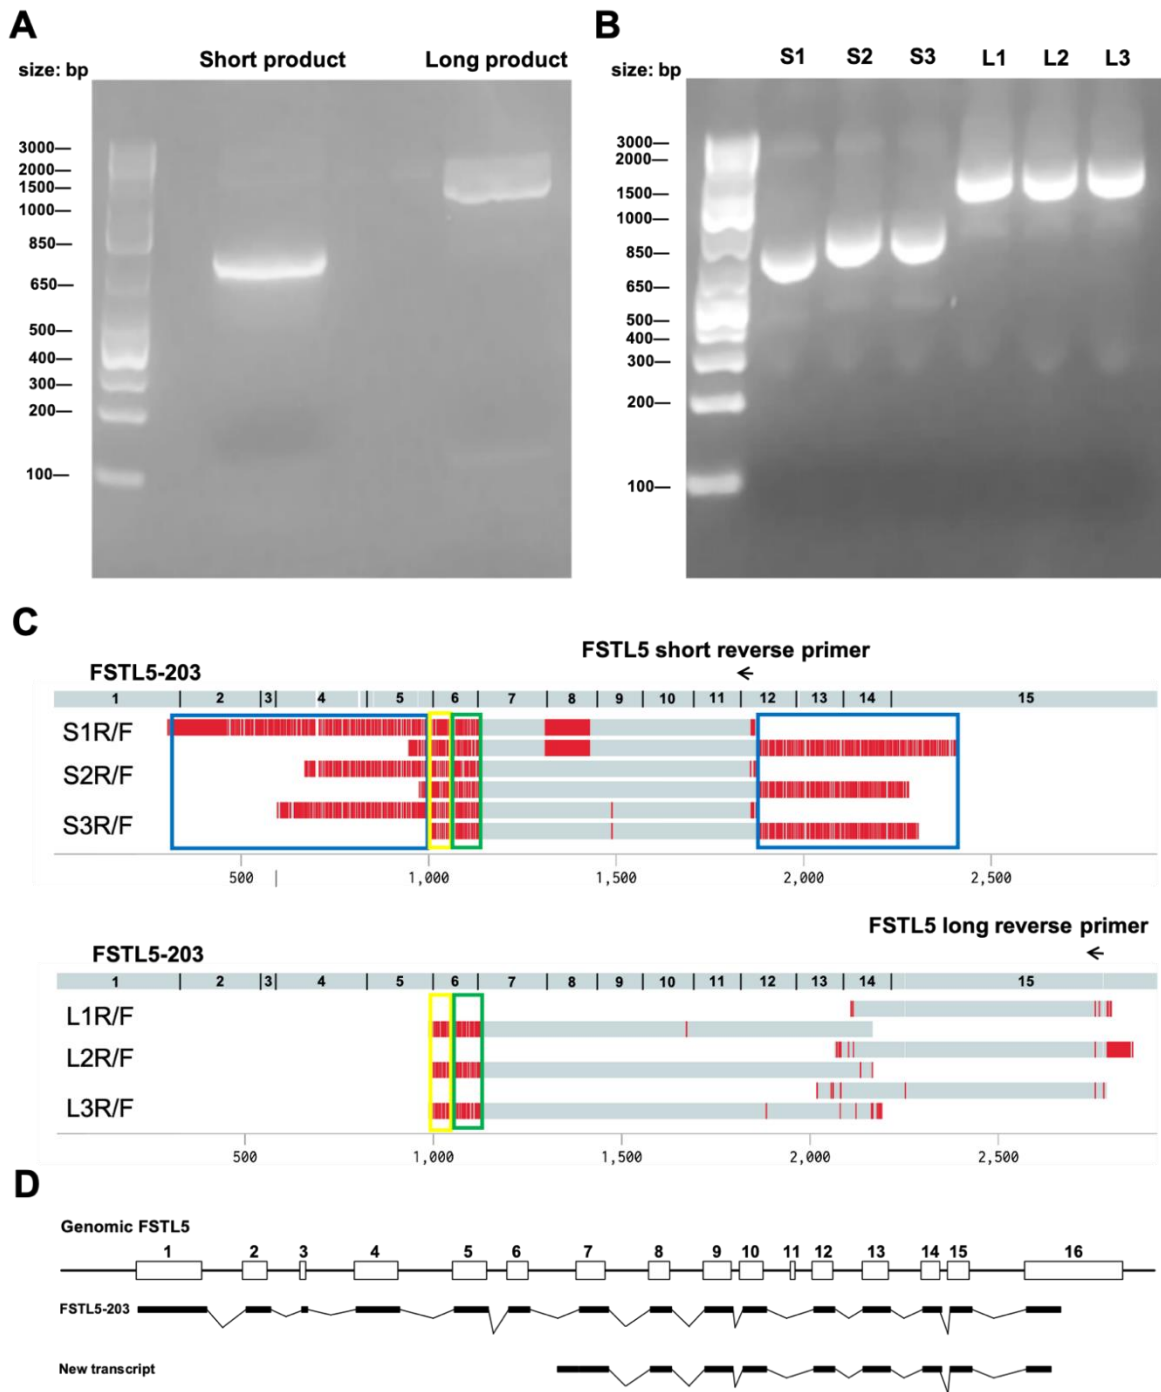 A
B
Short product
Long product
size: bp
3000
2000
1500
1000
850
650
500
400
300
200
100
S1 S2 S3 L1 L2 L3
size: bp
3000
2000
1500
1000
850
650
500
400
300
200
100
C
FSTL5 short reverse primer
FSTL5-203
1 2 3 4 5 6 7 8 9 10 11 12 13 14 15
S1R/F
S2R/F
S3R/F
500 1,000 1,500 2,000 2,500
FSTL5 long reverse primer
FSTL5-203
1 2 3 4 5 6 7 8 9 10 11 12 13 14 15
L1R/F
L2R/F
L3R/F
500 1,000 1,500 2,000 2,500
D
Genomic FSTL5
1 2 3 4 5 6 7 8 9 10 11 12 13 14 15 16
FSTL5-203
New transcript